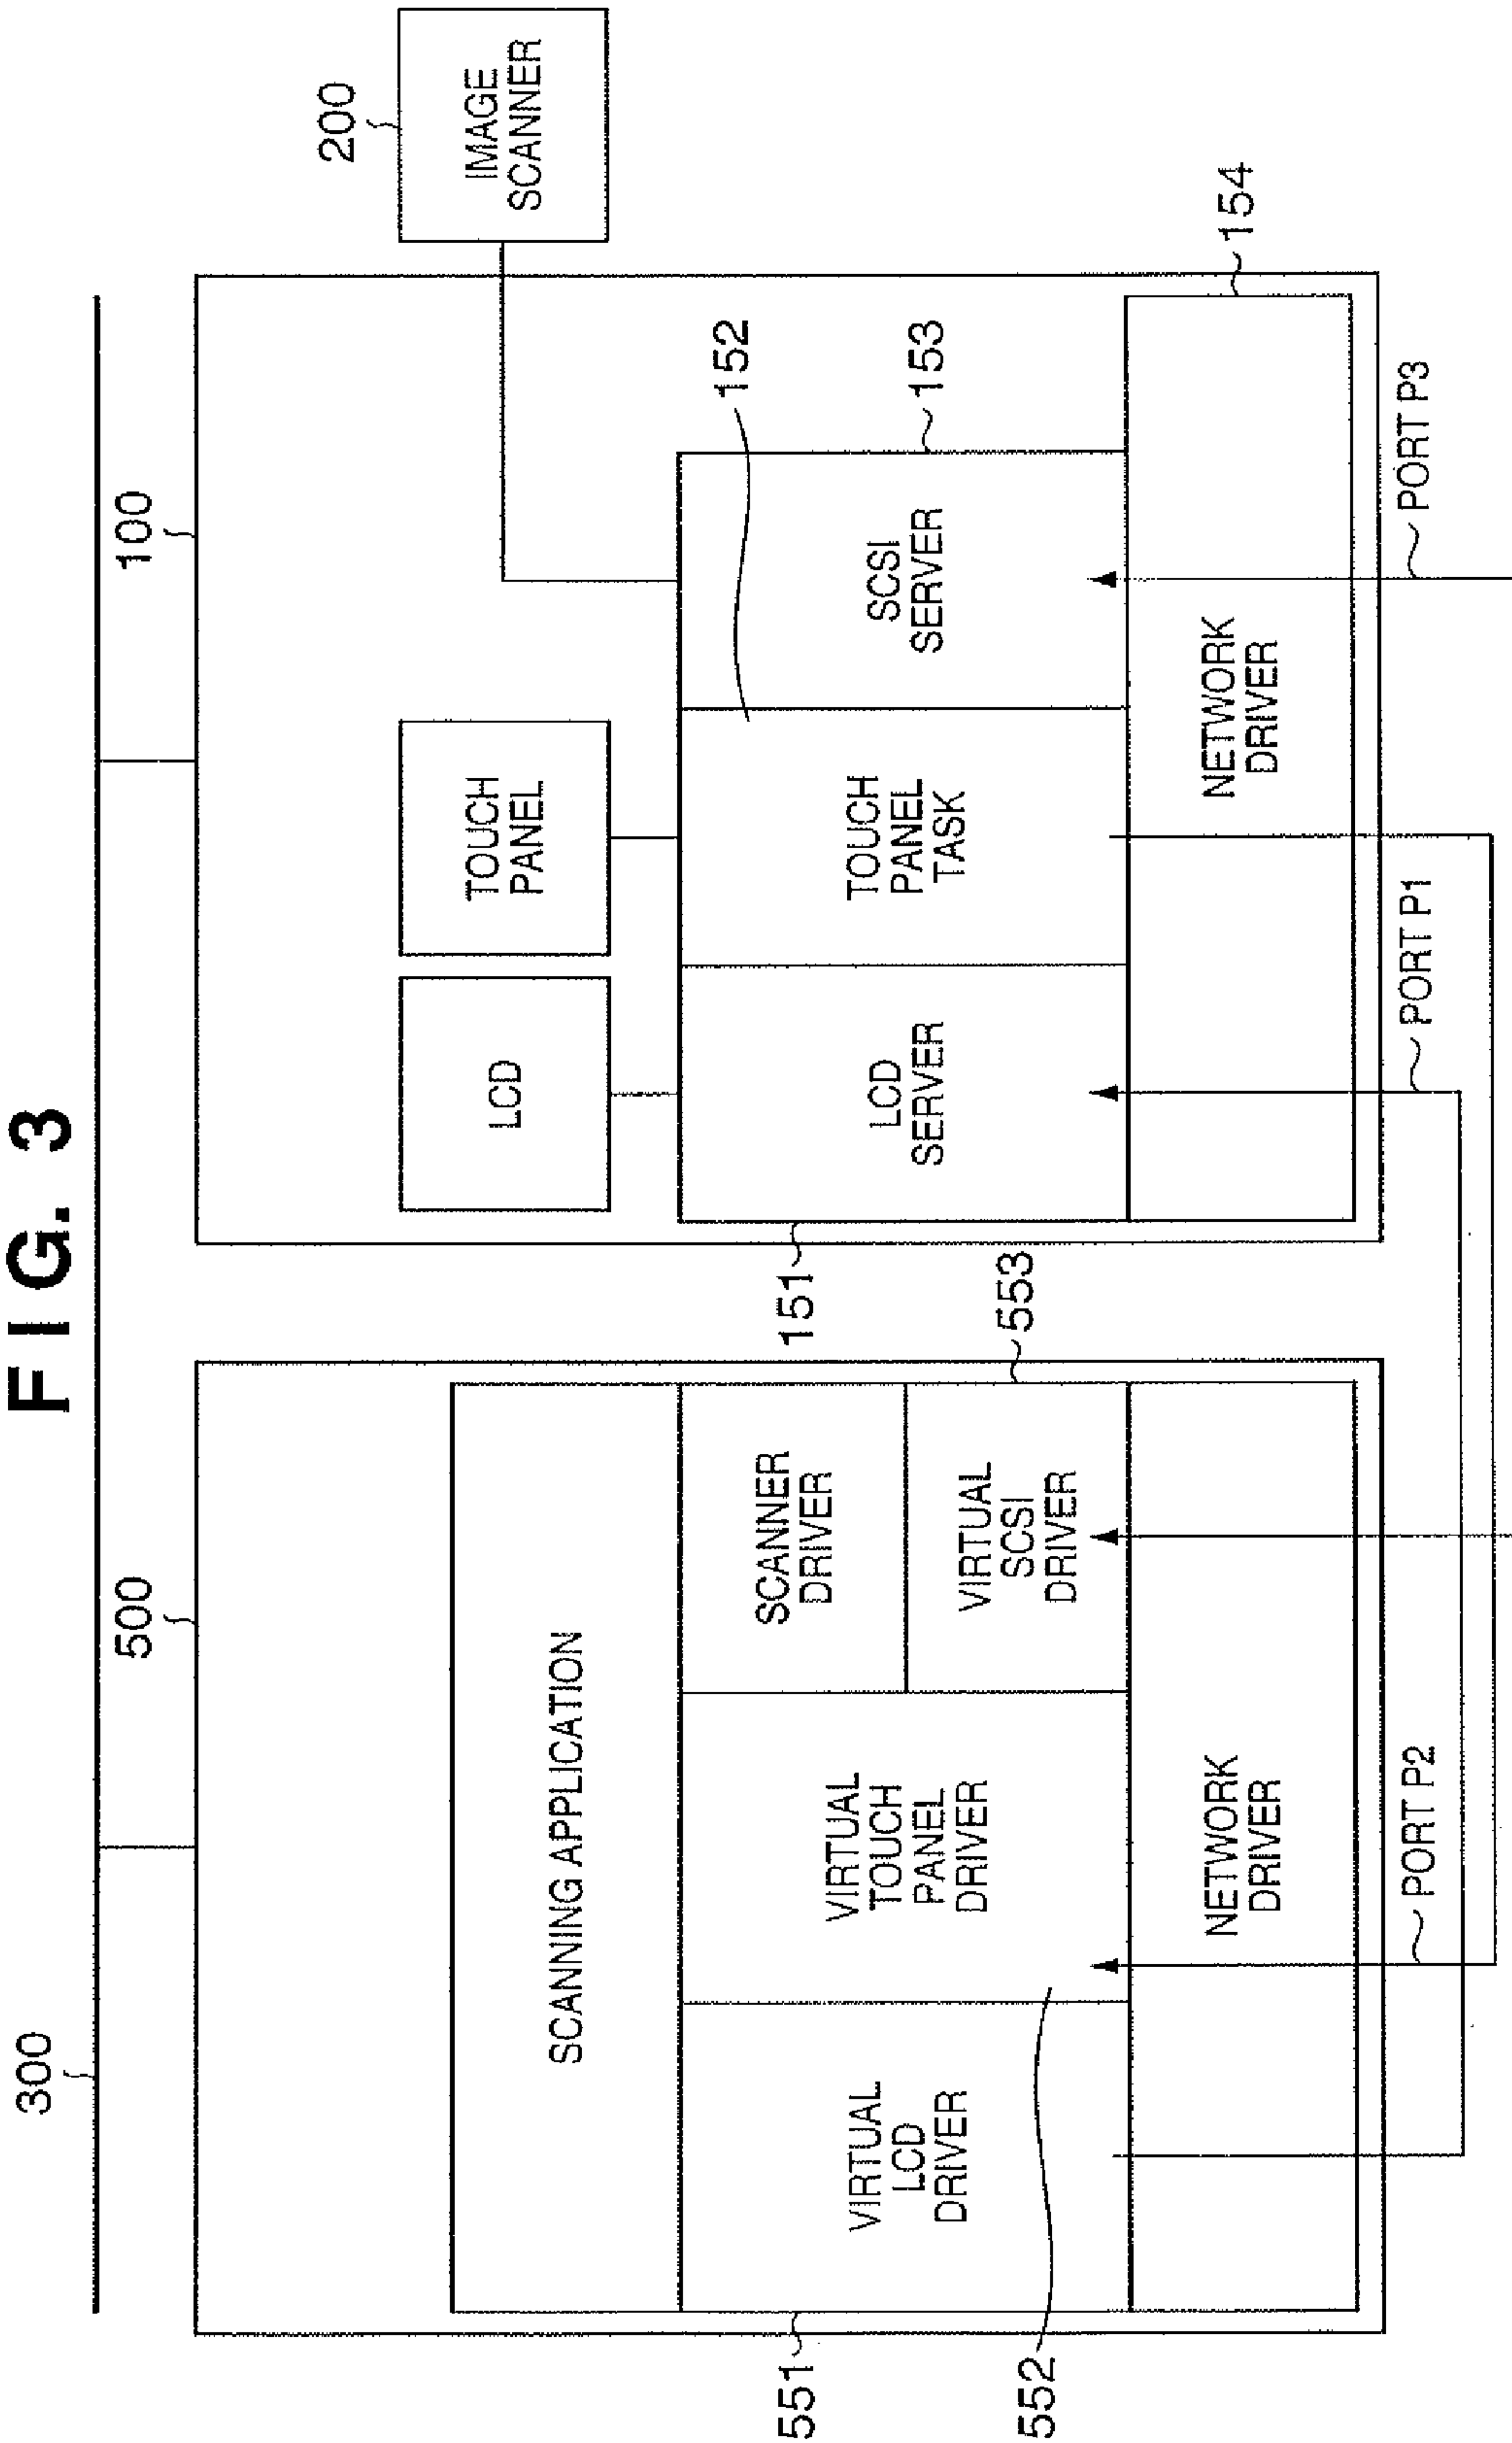 FIG. 3
300
500
100
200
IMAGE
SCANNER
SCANNING APPLICATION
LCD
TOUCH
PANEL
551
VIRTUAL
LCD
DRIVER
VIRTUAL
TOUCH
PANEL
DRIVER
SCANNER
DRIVER
VIRTUAL
SCSI
DRIVER
552
553
151
LCD
SERVER
TOUCH
PANEL
TASK
SCSI
SERVER
152
153
154
NETWORK
DRIVER
NETWORK
DRIVER
PORT P2
PORT P1
PORT P3